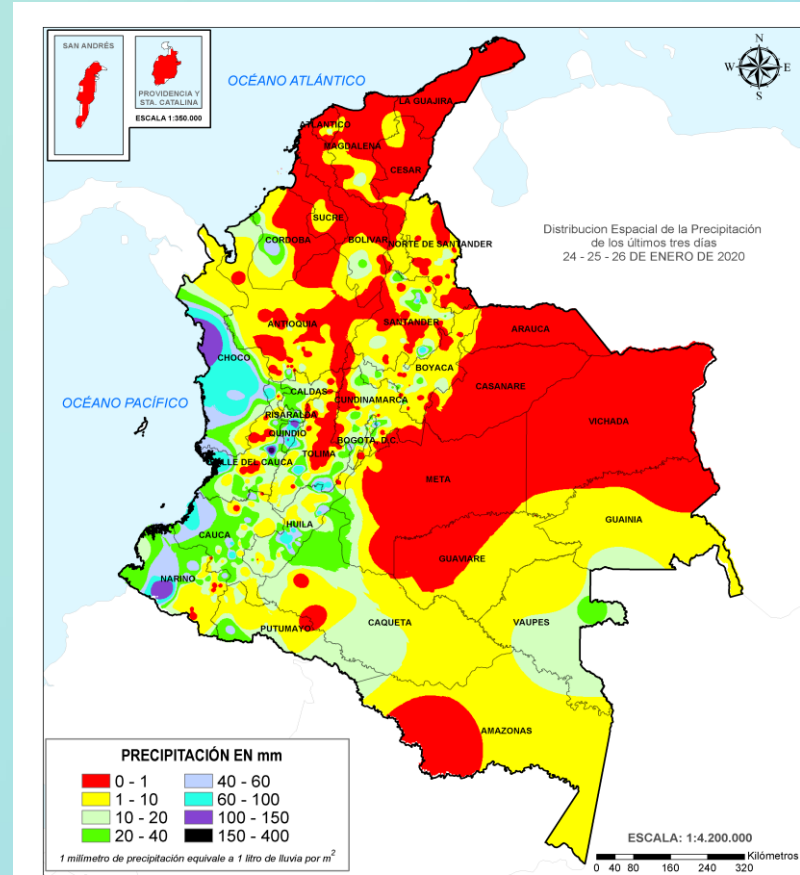 SAN ANDRÉS
PROVIDENCIA Y
STA. CATALINA
ESCALA 1:350.000
OCÉANO ATLÁNTICO
N
W
E
S
LA GUAJIRA
ATLANTICO
MAGDALENA
CESAR
SUCRE
CORDOBA
BOLIVAR
NORTE DE SANTANDER
Distribucion Espacial de la Precipitación
de los últimos tres días
24 - 25 - 26 DE ENERO DE 2020
ANTIOQUIA
SANTANDER
ARAUCA
CHOCO
BOYACA
CASANARE
OCÉANO PACÍFICO
CALDAS
CUNDINAMARCA
RISARALDA
VICHADA
QUINDIO
BOGOTA, D.C.
TOLIMA
VALLE DEL CAUCA
META
GUAINIA
HUILA
CAUCA
GUAVIARE
NARIÑO
PUTUMAYO
CAQUETA
VAUPES
AMAZONAS
PRECIPITACIÓN EN mm
0 - 1
1 - 10
10 - 20
20 - 40
40 - 60
60 - 100
100 - 150
150 - 400
1 milímetro de precipitación equivale a 1 litro de lluvia por m²
ESCALA: 1:4.200.000
Kilómetros
0 40 80 160 240 320